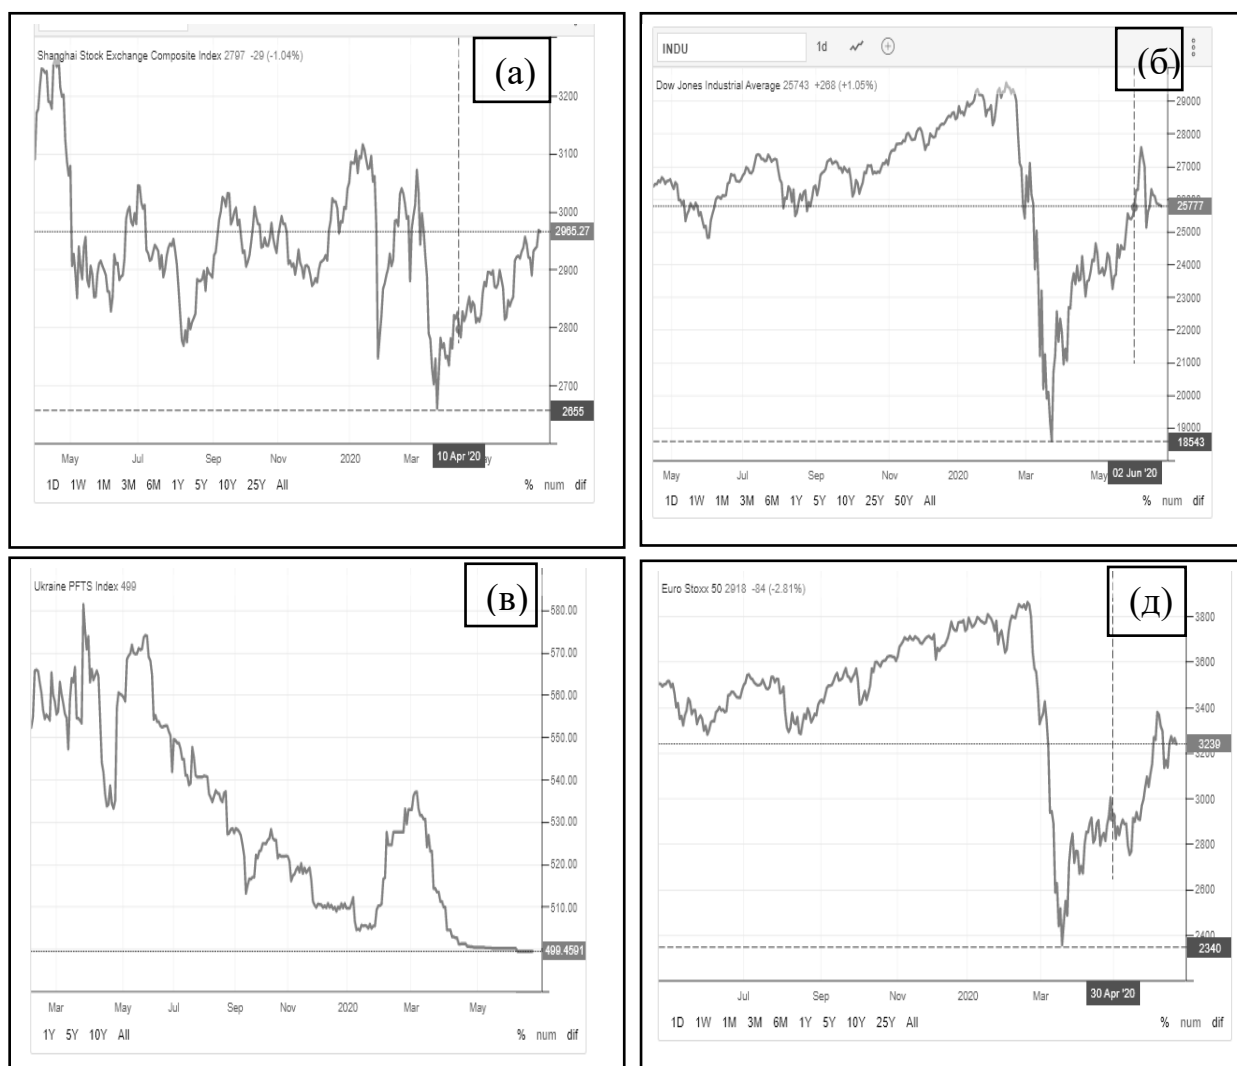 Shanghai Stock Exchange Composite Index 2797 -29 (-1.04%)
(а)
3200
3100
3000
2965.27
2900
2800
2700
2655
May Jul Sep Nov 2020 Mar 10 Apr '20
1D 1W 1M 3M 6M 1Y 5Y 10Y 25Y All % num dif
INDU 1d
(б)
Dow Jones Industrial Average 25743 +268 (+1.05%)
29000
28000
27000
25777
25000
24000
23000
22000
21000
20000
19000
18543
May Jul Sep Nov 2020 Mar May 02 Jun '20
1D 1W 1M 3M 6M 1Y 5Y 10Y 25Y 50Y All % num dif
Ukraine PFTS Index 499
(в)
580.00
570.00
560.00
550.00
540.00
530.00
520.00
510.00
499.4591
Mar May Jul Sep Nov 2020 Mar May
1Y 5Y 10Y All % num dif
Euro Stoxx 50 2918 -84 (-2.81%)
(д)
3800
3600
3400
3239
3000
2800
2600
2340
Jul Sep Nov 2020 Mar 30 Apr '20
1D 1W 1M 3M 6M 1Y 5Y 10Y 25Y All % num dif